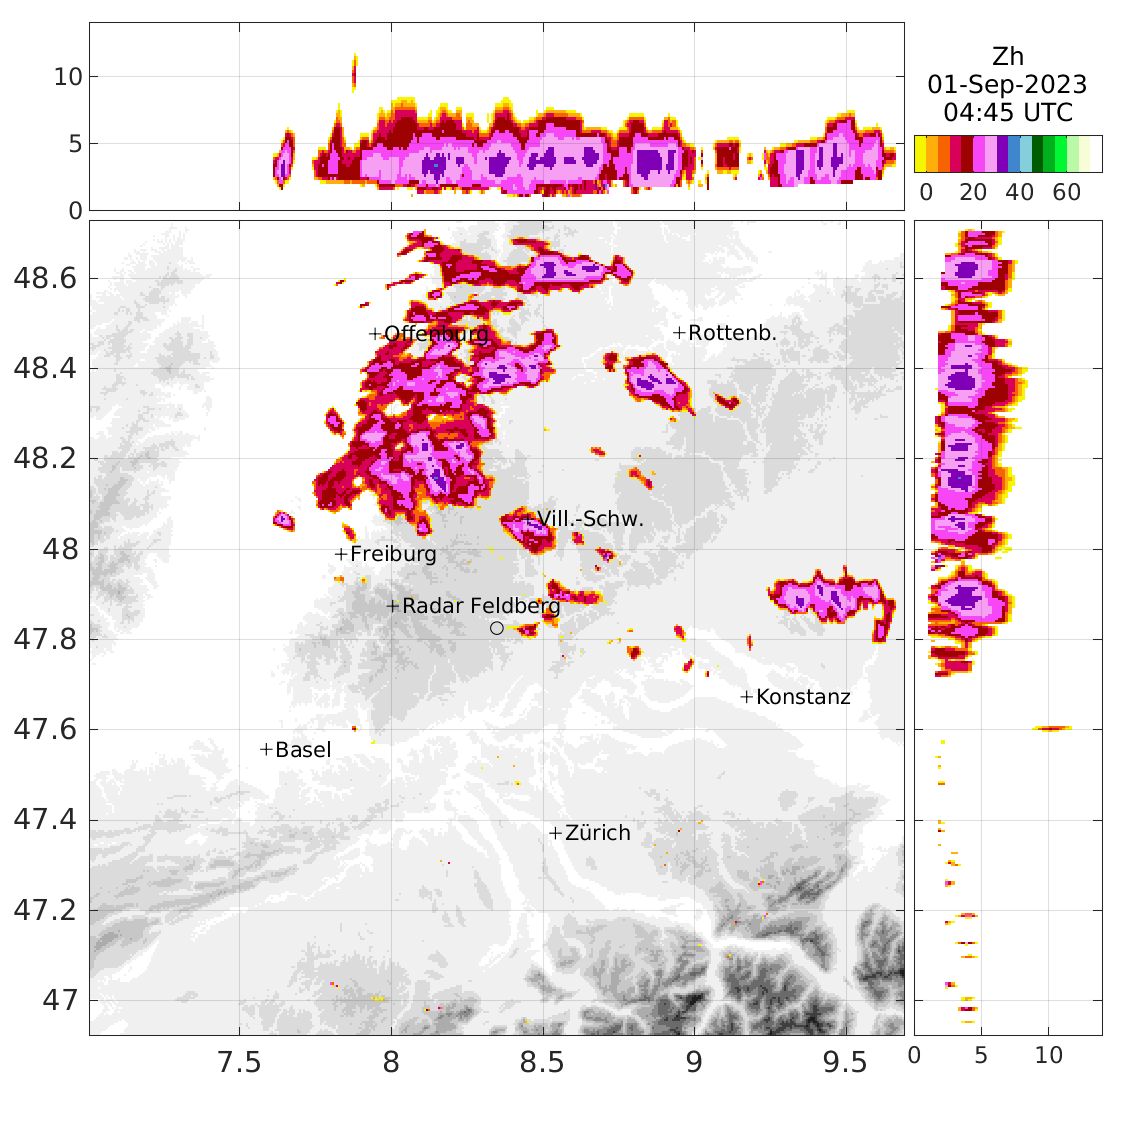 10
5
0
Zh
01-Sep-2023
04:45 UTC
0 20 40 60
48.6
48.4
48.2
48
47.8
47.6
47.4
47.2
47
+Offenburg
+Rottenb.
+Vill.-Schw.
+Freiburg
+Radar Feldberg
+Konstanz
+Basel
+Zürich
7.5 8 8.5 9 9.5
0 5 10